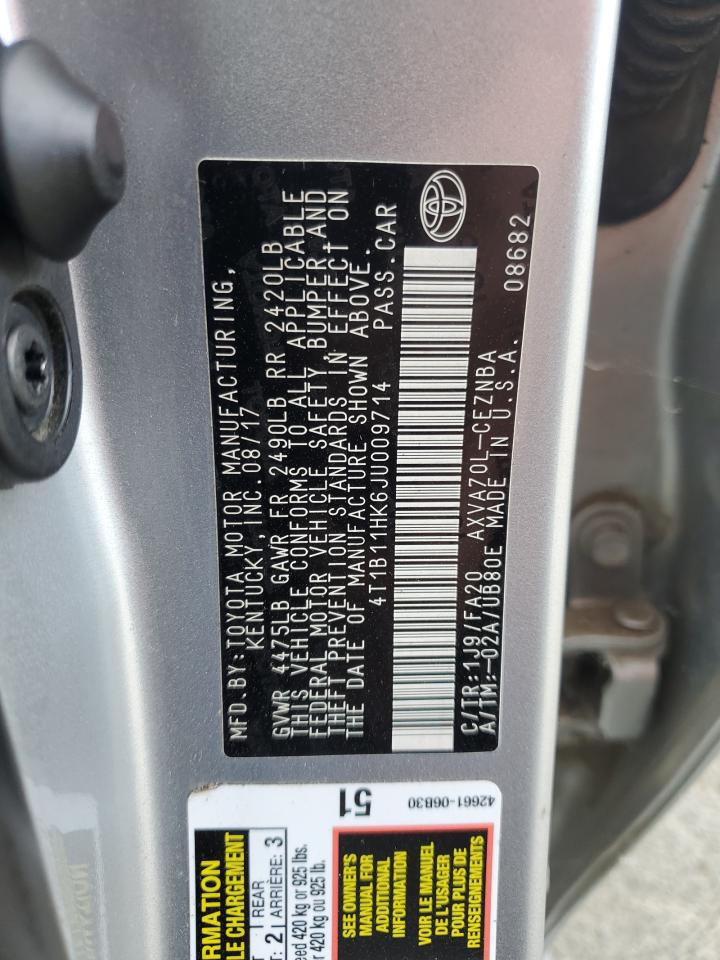 MFD. BY: TOYOTA MOTOR MANUFACTURING,
KENTUCKY, INC. 08/17
GVWR 4475LB GAWR FR 2490LB RR 2420LB
THIS VEHICLE CONFORMS TO ALL APPLICABLE
FEDERAL MOTOR VEHICLE SAFETY, BUMPER, AND
THEFT PREVENTION STANDARDS IN EFFECT ON
THE DATE OF MANUFACTURE SHOWN ABOVE.
4T1B11HK6JU009714 PASS. CAR
C/TR: 1J9/FA20 AXVA70L-CEZNBA
A/TM: -02A/UB80E MADE IN U.S.A. 08682
51
42661-06B30
LE CHARGEMENT
REAR
2 ARRIÈRE: 3
420 kg or 925 lbs.
420 kg ou 925 lb.
SEE OWNER'S
MANUAL FOR
ADDITIONAL
INFORMATION
VOIR LE MANUEL
DE L'USAGER
POUR PLUS DE
RENSEIGNEMENTS